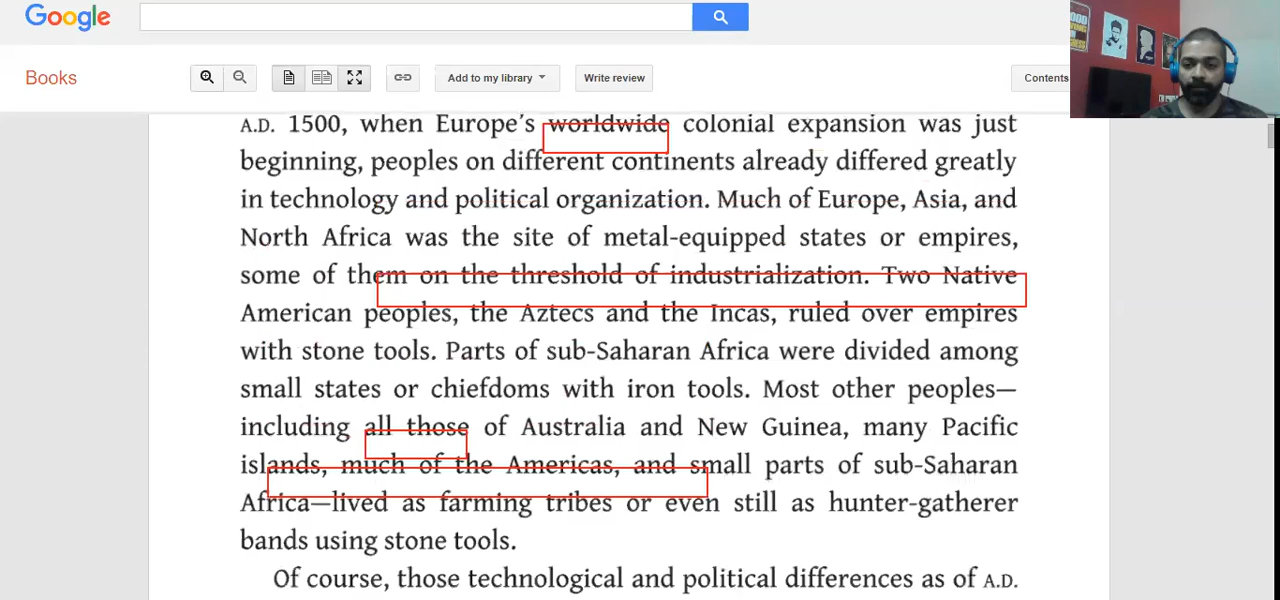 Google
Books
Add to my library
Write review
Contents
A.D. 1500, when Europe's worldwide colonial expansion was just
beginning, peoples on different continents already differed greatly
in technology and political organization. Much of Europe, Asia, and
North Africa was the site of metal-equipped states or empires,
some of them on the threshold of industrialization. Two Native
American peoples, the Aztecs and the Incas, ruled over empires
with stone tools. Parts of sub-Saharan Africa were divided among
small states or chiefdoms with iron tools. Most other peoples—
including all those of Australia and New Guinea, many Pacific
islands, much of the Americas, and small parts of sub-Saharan
Africa—lived as farming tribes or even still as hunter-gatherer
bands using stone tools.
Of course, those technological and political differences as of A.D.